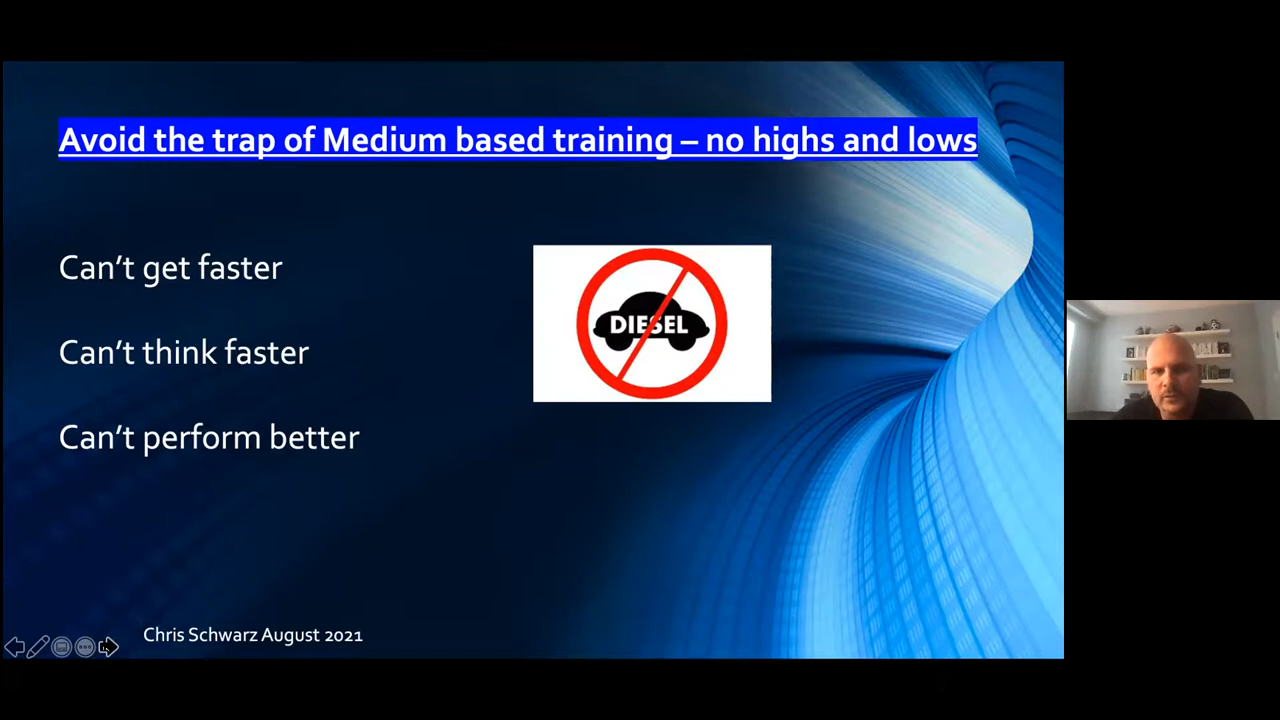 Avoid the trap of Medium based training – no highs and lows
Can't get faster
Can't think faster
Can't perform better
DIESEL
Chris Schwarz August 2021